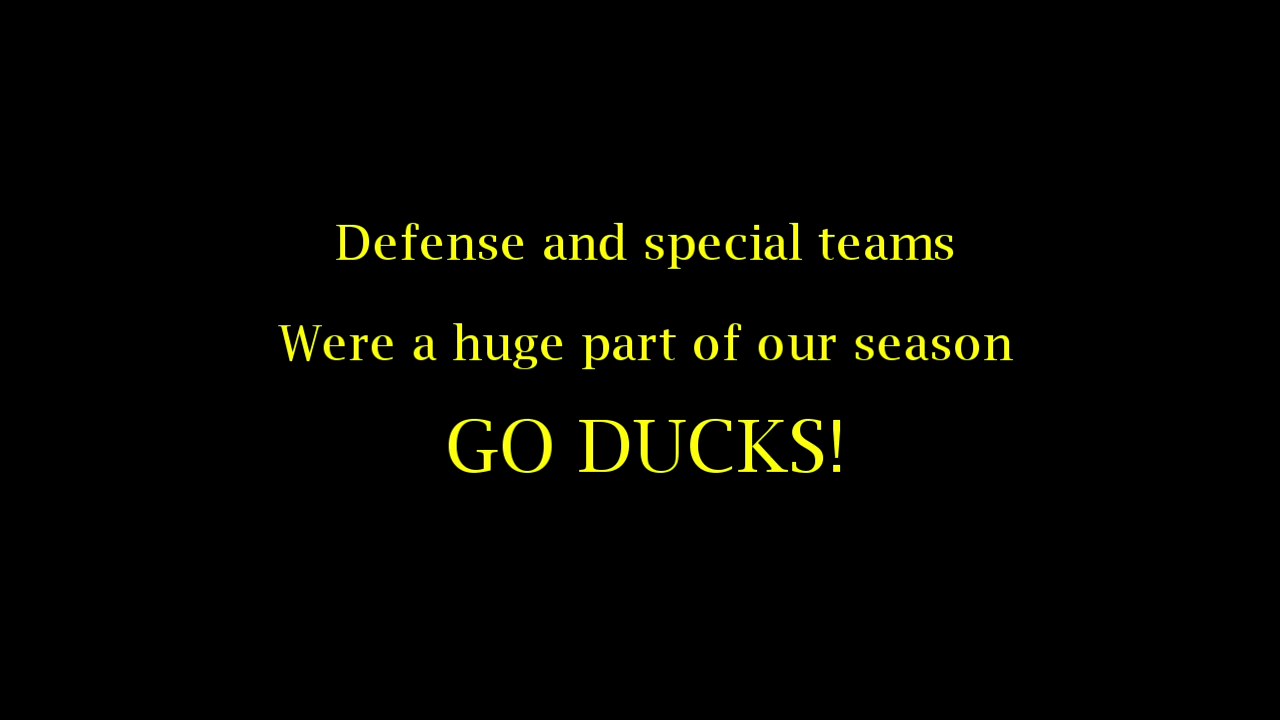 Defense and special teams
Were a huge part of our season
GO DUCKS!